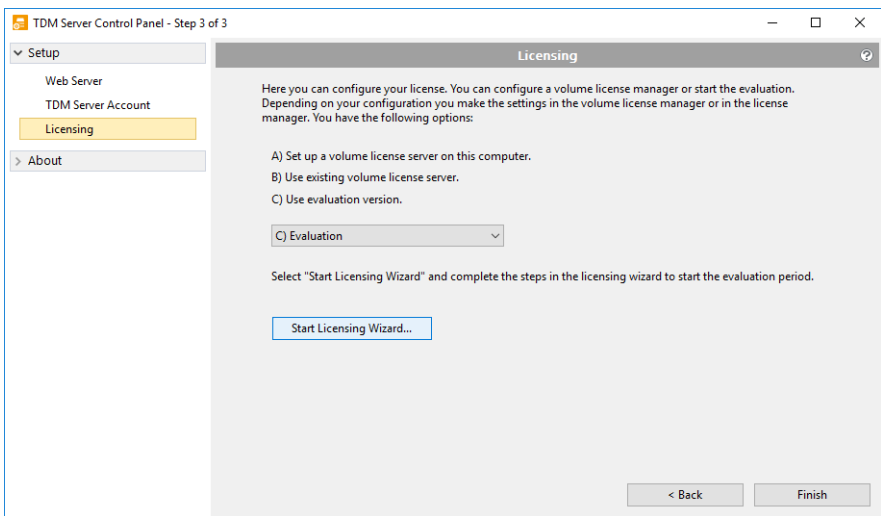 TDM Server Control Panel - Step 3 of 3
Setup
Web Server
TDM Server Account
Licensing
About
Licensing
Here you can configure your license. You can configure a volume license manager or start the evaluation.
Depending on your configuration you make the settings in the volume license manager or in the license
manager. You have the following options:
A) Set up a volume license server on this computer.
B) Use existing volume license server.
C) Use evaluation version.
C) Evaluation
Select "Start Licensing Wizard" and complete the steps in the licensing wizard to start the evaluation period.
Start Licensing Wizard...
< Back
Finish